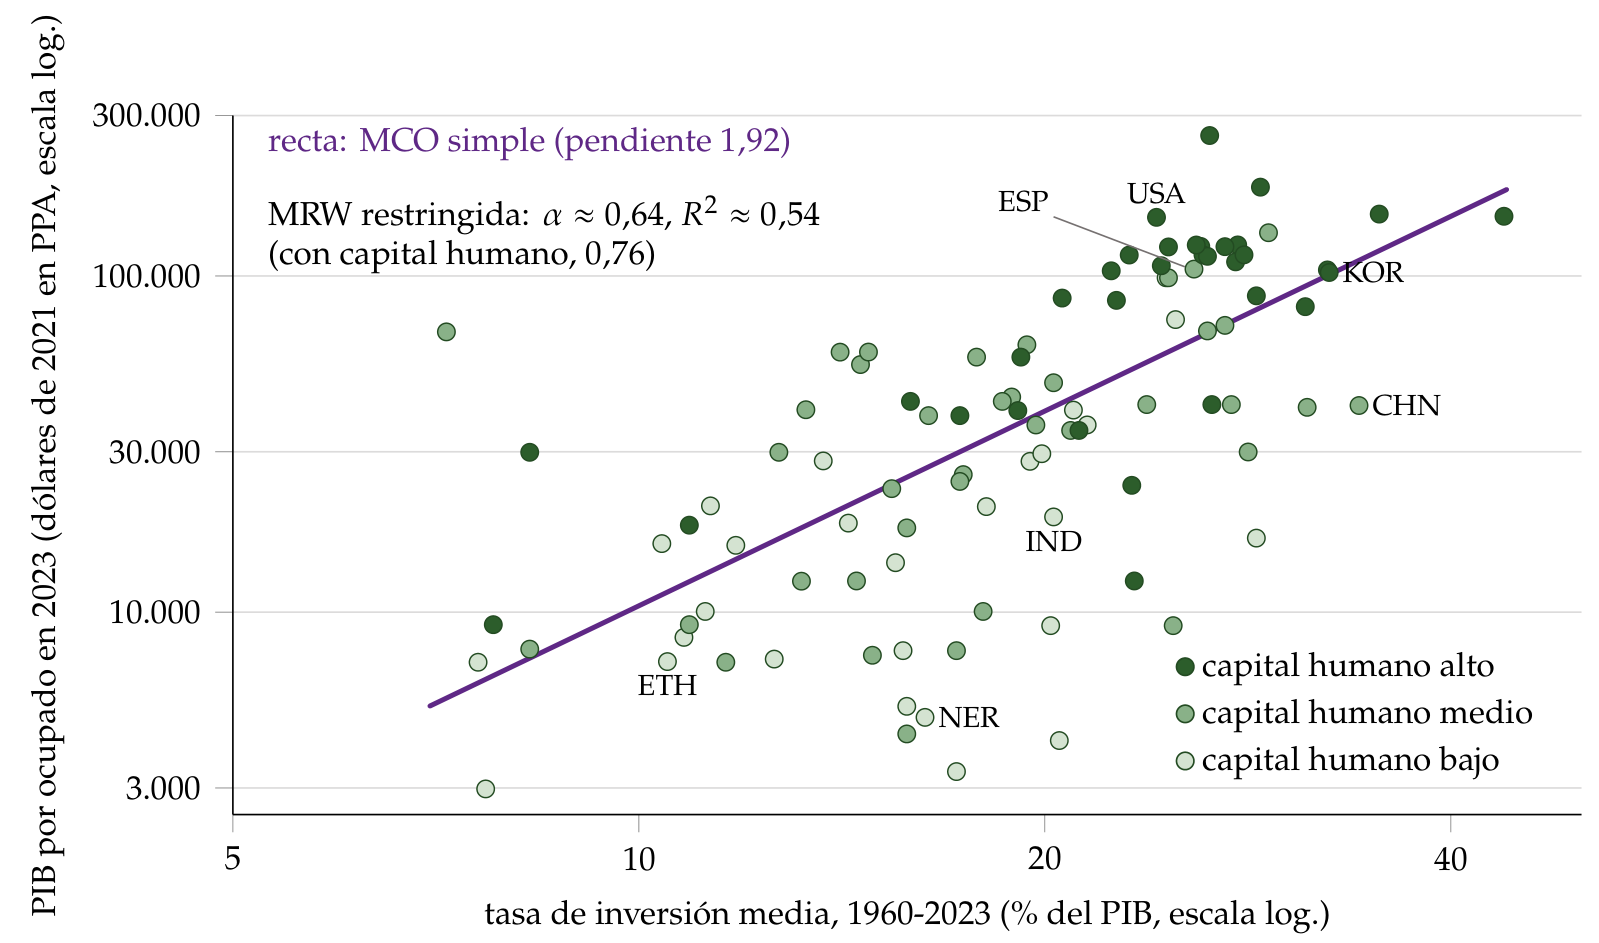 PIB por ocupado en 2023 (dólares de 2021 en PPA, escala log.)
300.000
100.000
30.000
10.000
3.000
recta: MCO simple (pendiente 1,92)
MRW restringida: α ≈ 0,64, R² ≈ 0,54
(con capital humano, 0,76)
ESP
USA
KOR
CHN
IND
ETH
NER
capital humano alto
capital humano medio
capital humano bajo
5
10
20
40
tasa de inversión media, 1960-2023 (% del PIB, escala log.)